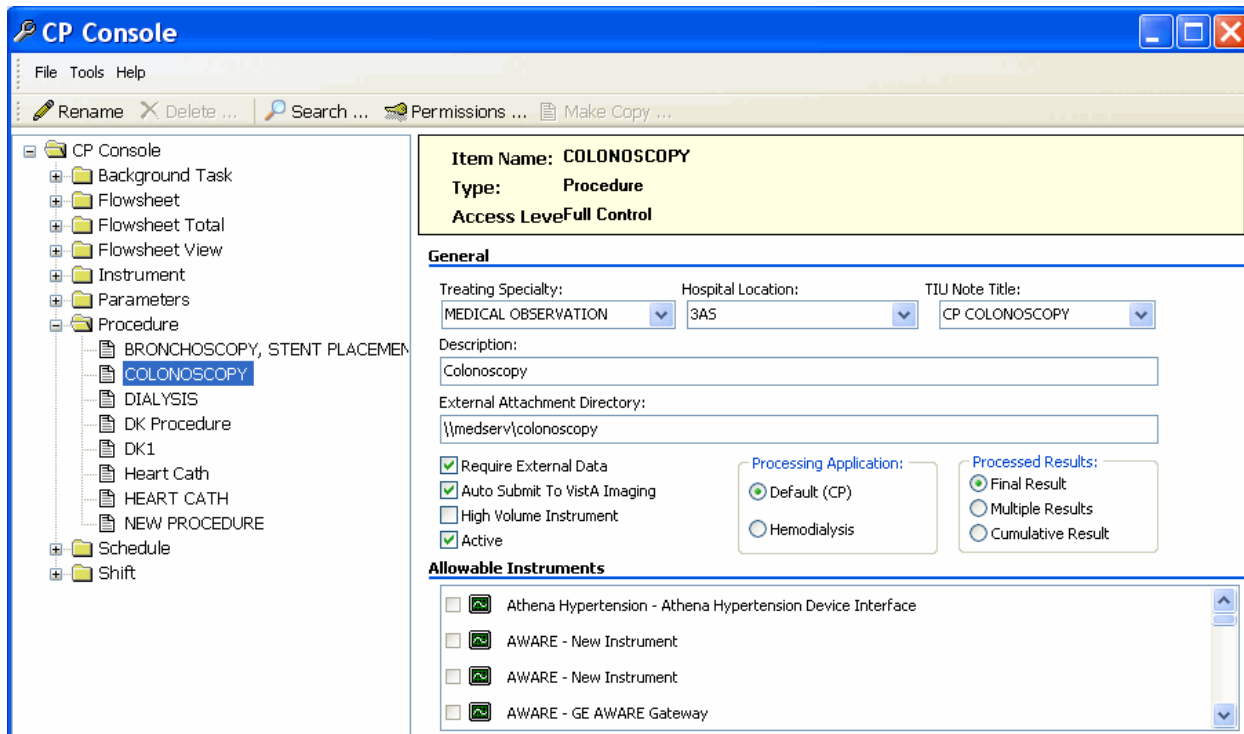 CP Console
File Tools Help
Rename Delete ... Search ... Permissions ... Make Copy ...
CP Console
Background Task
Flowsheet
Flowsheet Total
Flowsheet View
Instrument
Parameters
Procedure
BRONCHOSCOPY, STENT PLACEMEN
COLONOSCOPY
DIALYSIS
DK Procedure
DK1
Heart Cath
HEART CATH
NEW PROCEDURE
Schedule
Shift
Item Name: COLONOSCOPY
Type: Procedure
Access Leve Full Control
General
Treating Specialty: Hospital Location: TIU Note Title:
MEDICAL OBSERVATION 3AS CP COLONOSCOPY
Description:
Colonoscopy
External Attachment Directory:
\\medserv\colonoscopy
Require External Data
Auto Submit To VistA Imaging
High Volume Instrument
Active
Processing Application:
Default (CP)
Hemodialysis
Processed Results:
Final Result
Multiple Results
Cumulative Result
Allowable Instruments
Athena Hypertension - Athena Hypertension Device Interface
AWARE - New Instrument
AWARE - New Instrument
AWARE - GE AWARE Gateway